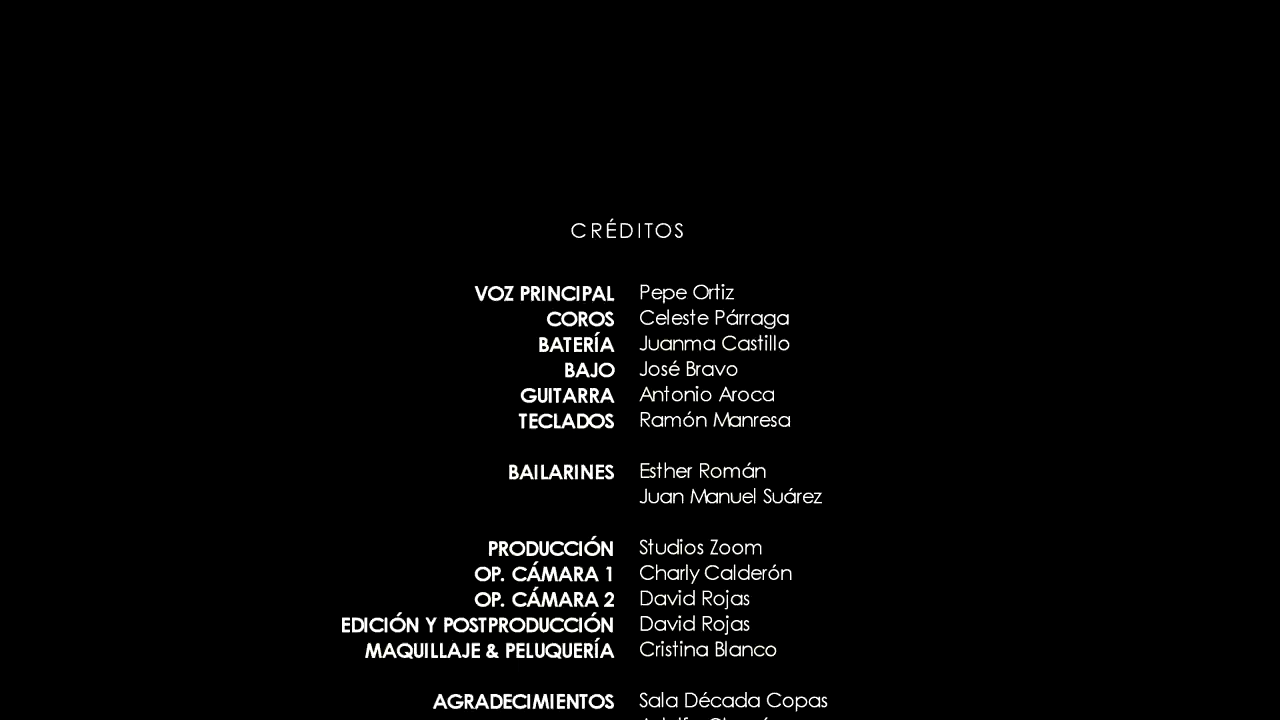 CRÉDITOS
VOZ PRINCIPAL Pepe Ortiz
COROS Celeste Párraga
BATERÍA Juanma Castillo
BAJO José Bravo
GUITARRA Antonio Aroca
TECLADOS Ramón Manresa
BAILARINES Esther Román
Juan Manuel Suárez
PRODUCCIÓN Studios Zoom
OP. CÁMARA 1 Charly Calderón
OP. CÁMARA 2 David Rojas
EDICIÓN Y POSTPRODUCCIÓN David Rojas
MAQUILLAJE & PELUQUERÍA Cristina Blanco
AGRADECIMIENTOS Sala Década Copas